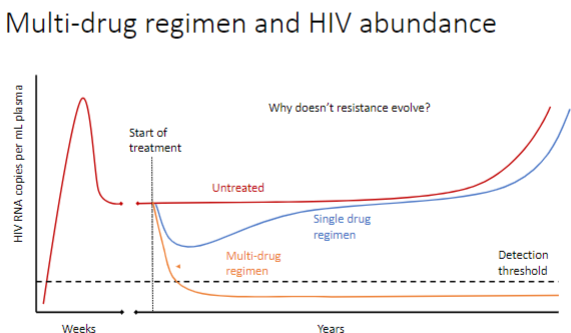 Multi-drug regimen and HIV abundance
HIV RNA copies per mL plasma
Why doesn't resistance evolve?
Start of
treatment
Untreated
Single drug
regimen
Multi-drug
regimen
Detection
threshold
Weeks
Years